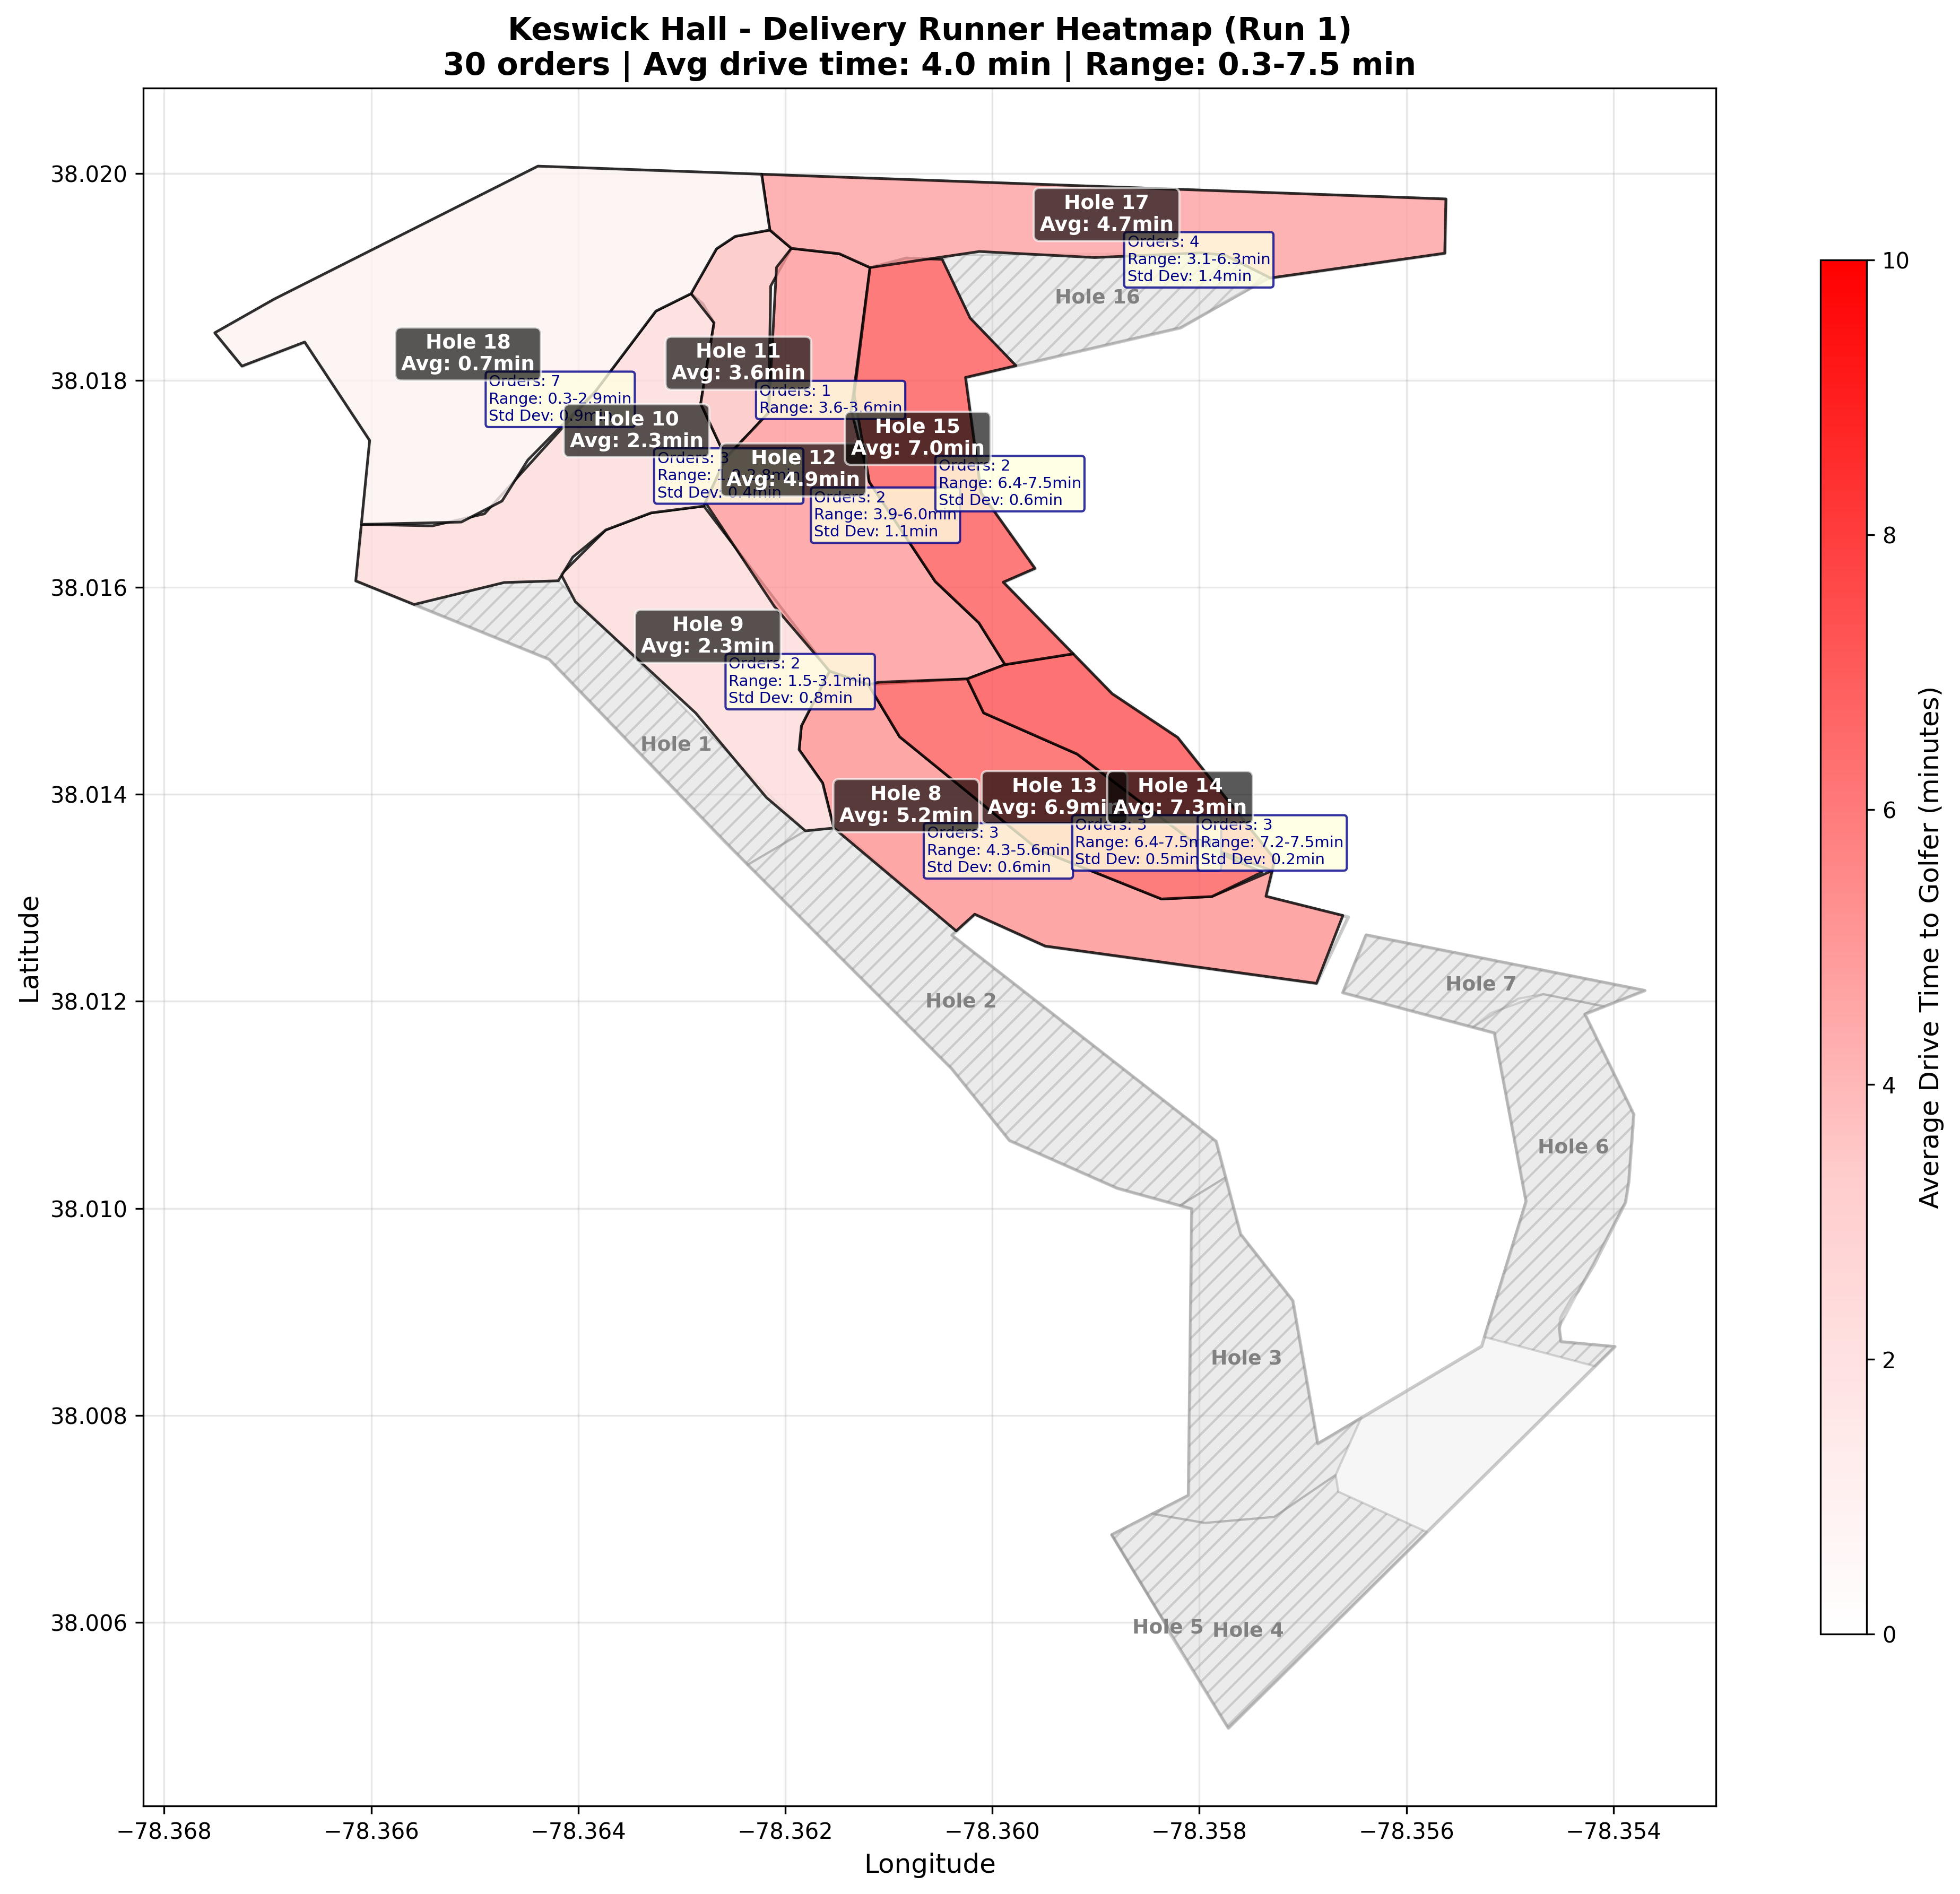 Keswick Hall - Delivery Runner Heatmap (Run 1)
30 orders | Avg drive time: 4.0 min | Range: 0.3-7.5 min
38.020
38.018
38.016
38.014
38.012
38.010
38.008
38.006
Latitude
Hole 17
Avg: 4.7min
Orders: 4
Range: 3.1-6.3min
Std Dev: 1.4min
Hole 16
Hole 18
Avg: 0.7min
Orders: 7
Range: 0.3-2.9min
Std Dev: 0.9min
Hole 11
Avg: 3.6min
Orders: 1
Range: 3.6-3.6min
Hole 10
Avg: 2.3min
Orders: 3
Range:
Std Dev: 0.4min
Hole 15
Avg: 7.0min
Orders: 2
Range: 6.4-7.5min
Std Dev: 0.6min
Hole 12
Avg: 4.9min
Orders: 2
Range: 3.9-6.0min
Std Dev: 1.1min
Hole 9
Avg: 2.3min
Orders: 2
Range: 1.5-3.1min
Std Dev: 0.8min
Hole 1
Hole 8
Avg: 5.2min
Orders: 3
Range: 4.3-5.6min
Std Dev: 0.6min
Hole 13
Avg: 6.9min
Orders: 3
Range: 6.4-7.5m
Std Dev: 0.5min
Hole 14
Avg: 7.3min
Orders: 3
Range: 7.2-7.5min
Std Dev: 0.2min
Hole 2
Hole 7
Hole 6
Hole 3
Hole 5
Hole 4
−78.368
−78.366
−78.364
−78.362
−78.360
−78.358
−78.356
−78.354
Longitude
10
8
6
4
2
0
Average Drive Time to Golfer (minutes)